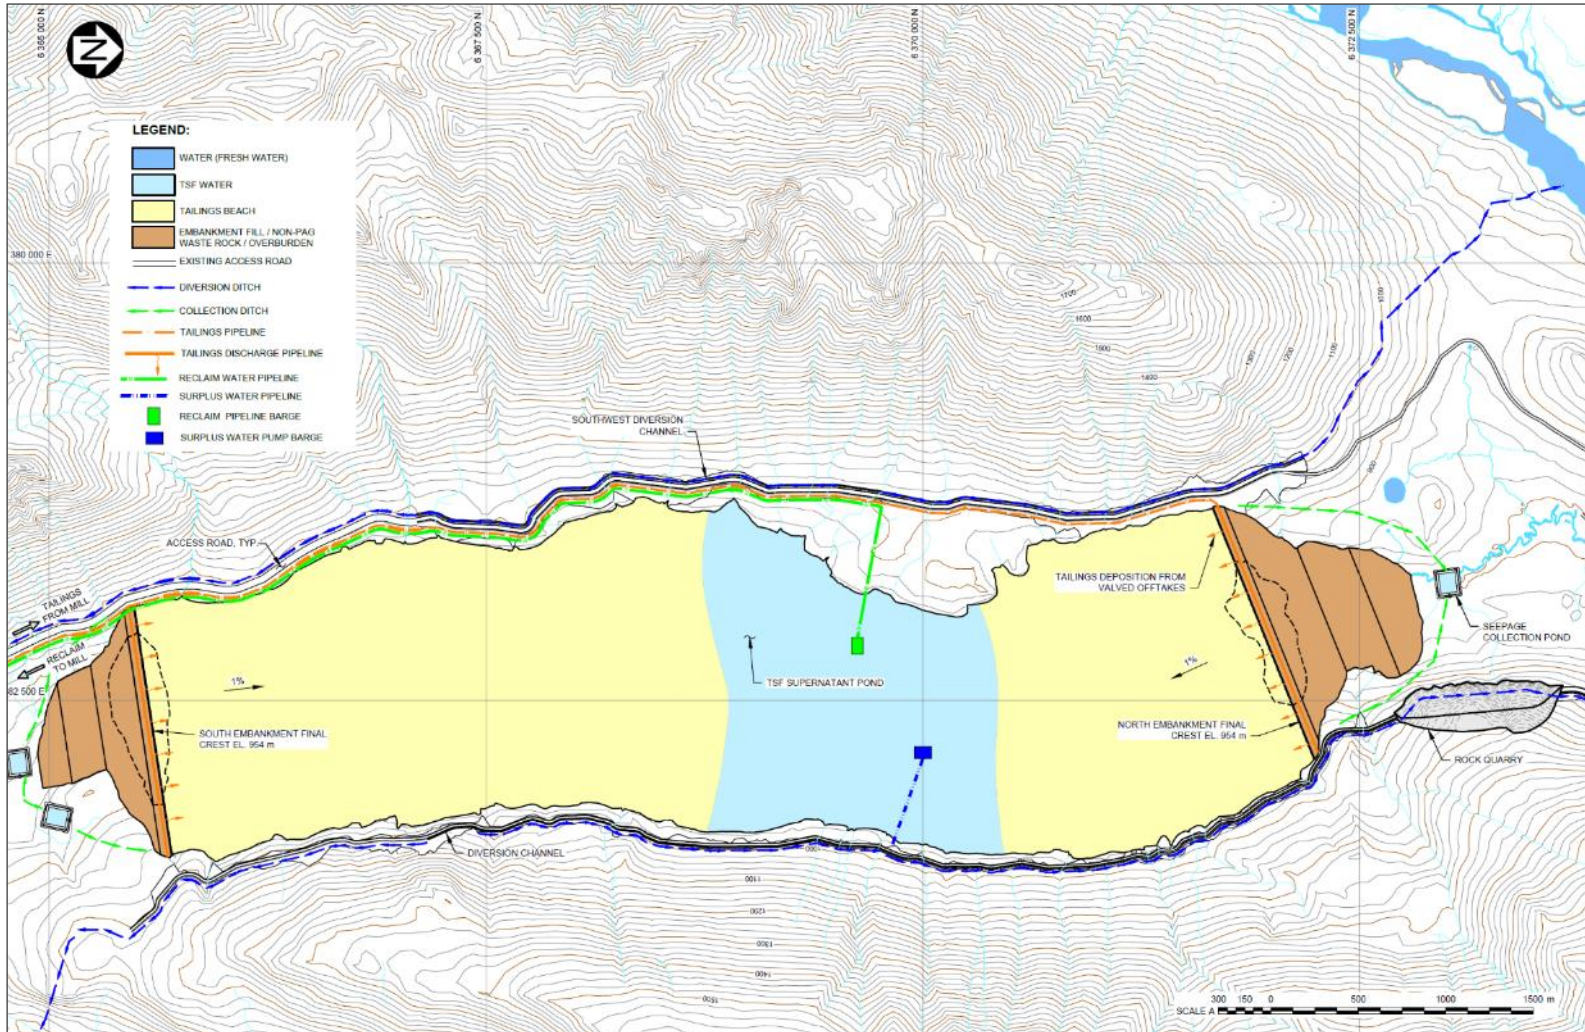 6 365 000 N
6 367 500 N
6 370 000 N
6 372 500 N
N
LEGEND:
WATER (FRESH WATER)
TSF WATER
TAILINGS BEACH
EMBANKMENT FILL / NON-PAG
WASTE ROCK / OVERBURDEN
380 000 E
EXISTING ACCESS ROAD
DIVERSION DITCH
COLLECTION DITCH
TAILINGS PIPELINE
TAILINGS DISCHARGE PIPELINE
RECLAIM WATER PIPELINE
SURPLUS WATER PIPELINE
RECLAIM PIPELINE BARGE
SURPLUS WATER PUMP BARGE
1700
1600
1500
1400
1300
1200
1100
1000
900
SOUTHWEST DIVERSION
CHANNEL
ACCESS ROAD, TYP
TAILINGS
FROM MILL
RECLAIM
TO MILL
82 500 E
1%
SOUTH EMBANKMENT FINAL
CREST EL. 954 m
TSF SUPERNATANT POND
TAILINGS DEPOSITION FROM
VALVED OFFTAKES
1%
NORTH EMBANKMENT FINAL
CREST EL. 954 m
SEEPAGE
COLLECTION POND
ROCK QUARRY
DIVERSION CHANNEL
1000
1100
1200
1300
1400
1500
SCALE A
300 150 0 500 1000 1500 m